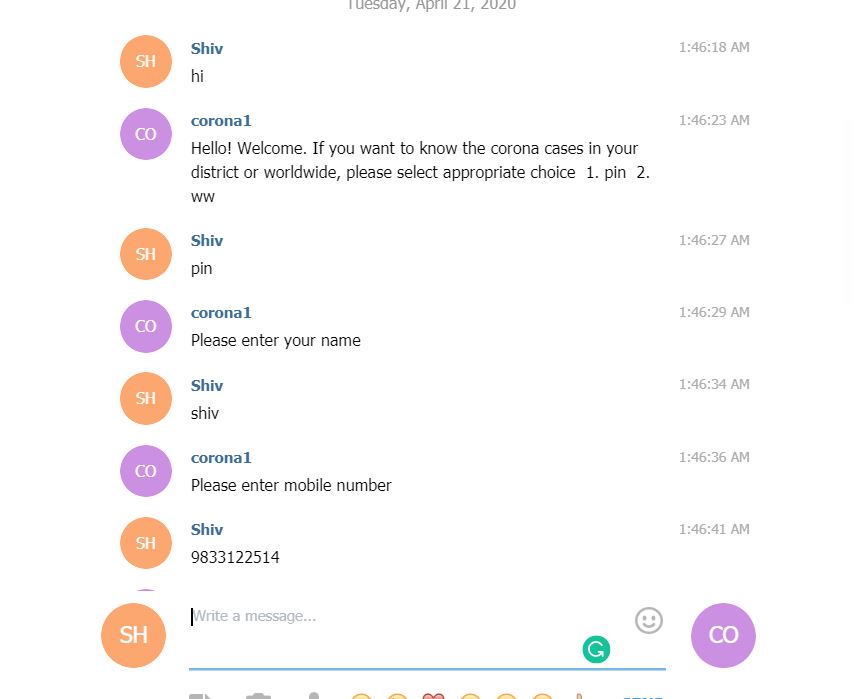 Tuesday, April 21, 2020
SH
Shiv
1:46:18 AM
hi
CO
corona1
1:46:23 AM
Hello! Welcome. If you want to know the corona cases in your
district or worldwide, please select appropriate choice  1. pin  2.
ww
SH
Shiv
1:46:27 AM
pin
CO
corona1
1:46:29 AM
Please enter your name
SH
Shiv
1:46:34 AM
shiv
CO
corona1
1:46:36 AM
Please enter mobile number
SH
Shiv
1:46:41 AM
9833122514
SH
Write a message...
CO